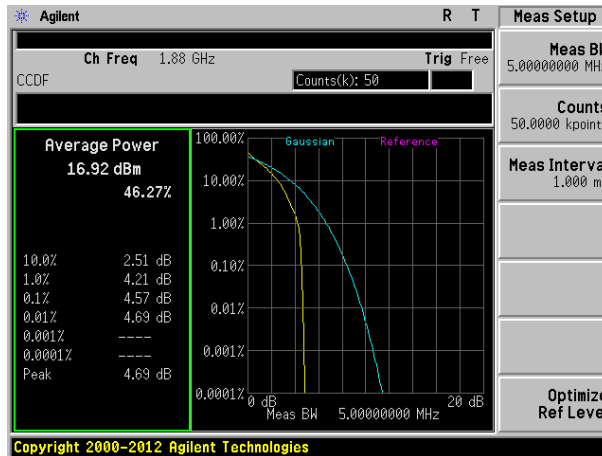 Agilent R T Meas Setup
Ch Freq 1.88 GHz Trig Free
CCDF Counts(k): 50
Meas B
5.00000000 MH
Counts
50.0000 kpoint
Meas Interva
1.000 m
Optimize
Ref Leve
Average Power
16.92 dBm
46.27%
10.0% 2.51 dB
1.0% 4.21 dB
0.1% 4.57 dB
0.01% 4.69 dB
0.001% ----
0.0001% ----
Peak 4.69 dB
Gaussian Reference
100.00%
10.00%
1.00%
0.10%
0.01%
0.001%
0.0001%
0 dB 20 dB
Meas BW 5.00000000 MHz
Copyright 2000-2012 Agilent Technologies